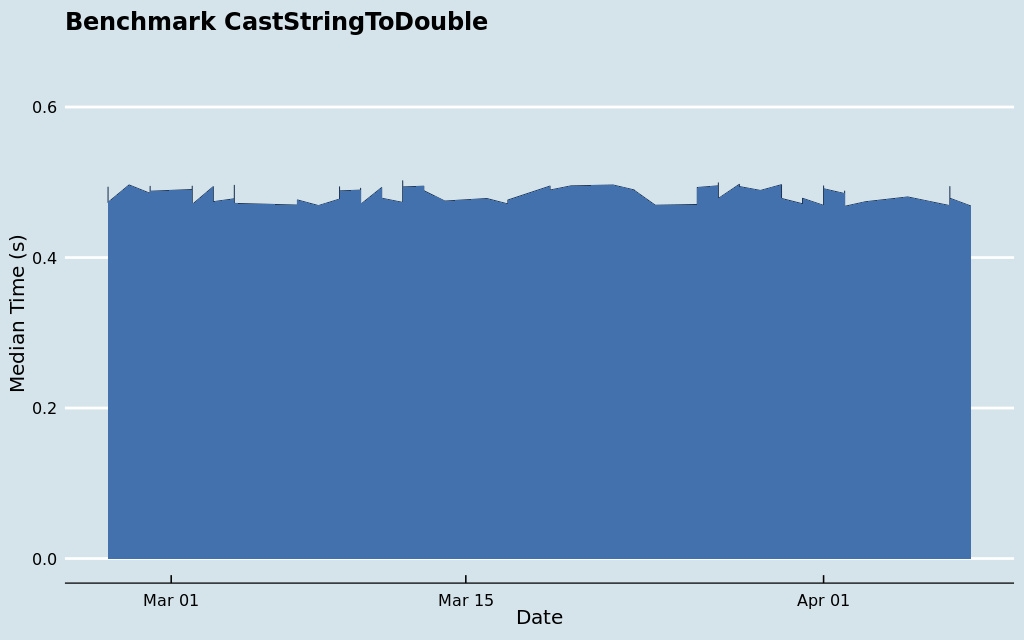 Benchmark CastStringToDouble
0.6
0.4
0.2
0.0
Median Time (s)
Mar 01
Mar 15
Apr 01
Date